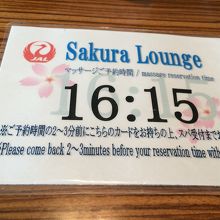 JAL
Sakura Lounge
マッサージご予約時間 / massage reservation time
16:15
※ご予約時間の2～3分前にこちらのカードをお持ちの上、スパ受付まで
Please come back 2～3minutes before your reservation time with